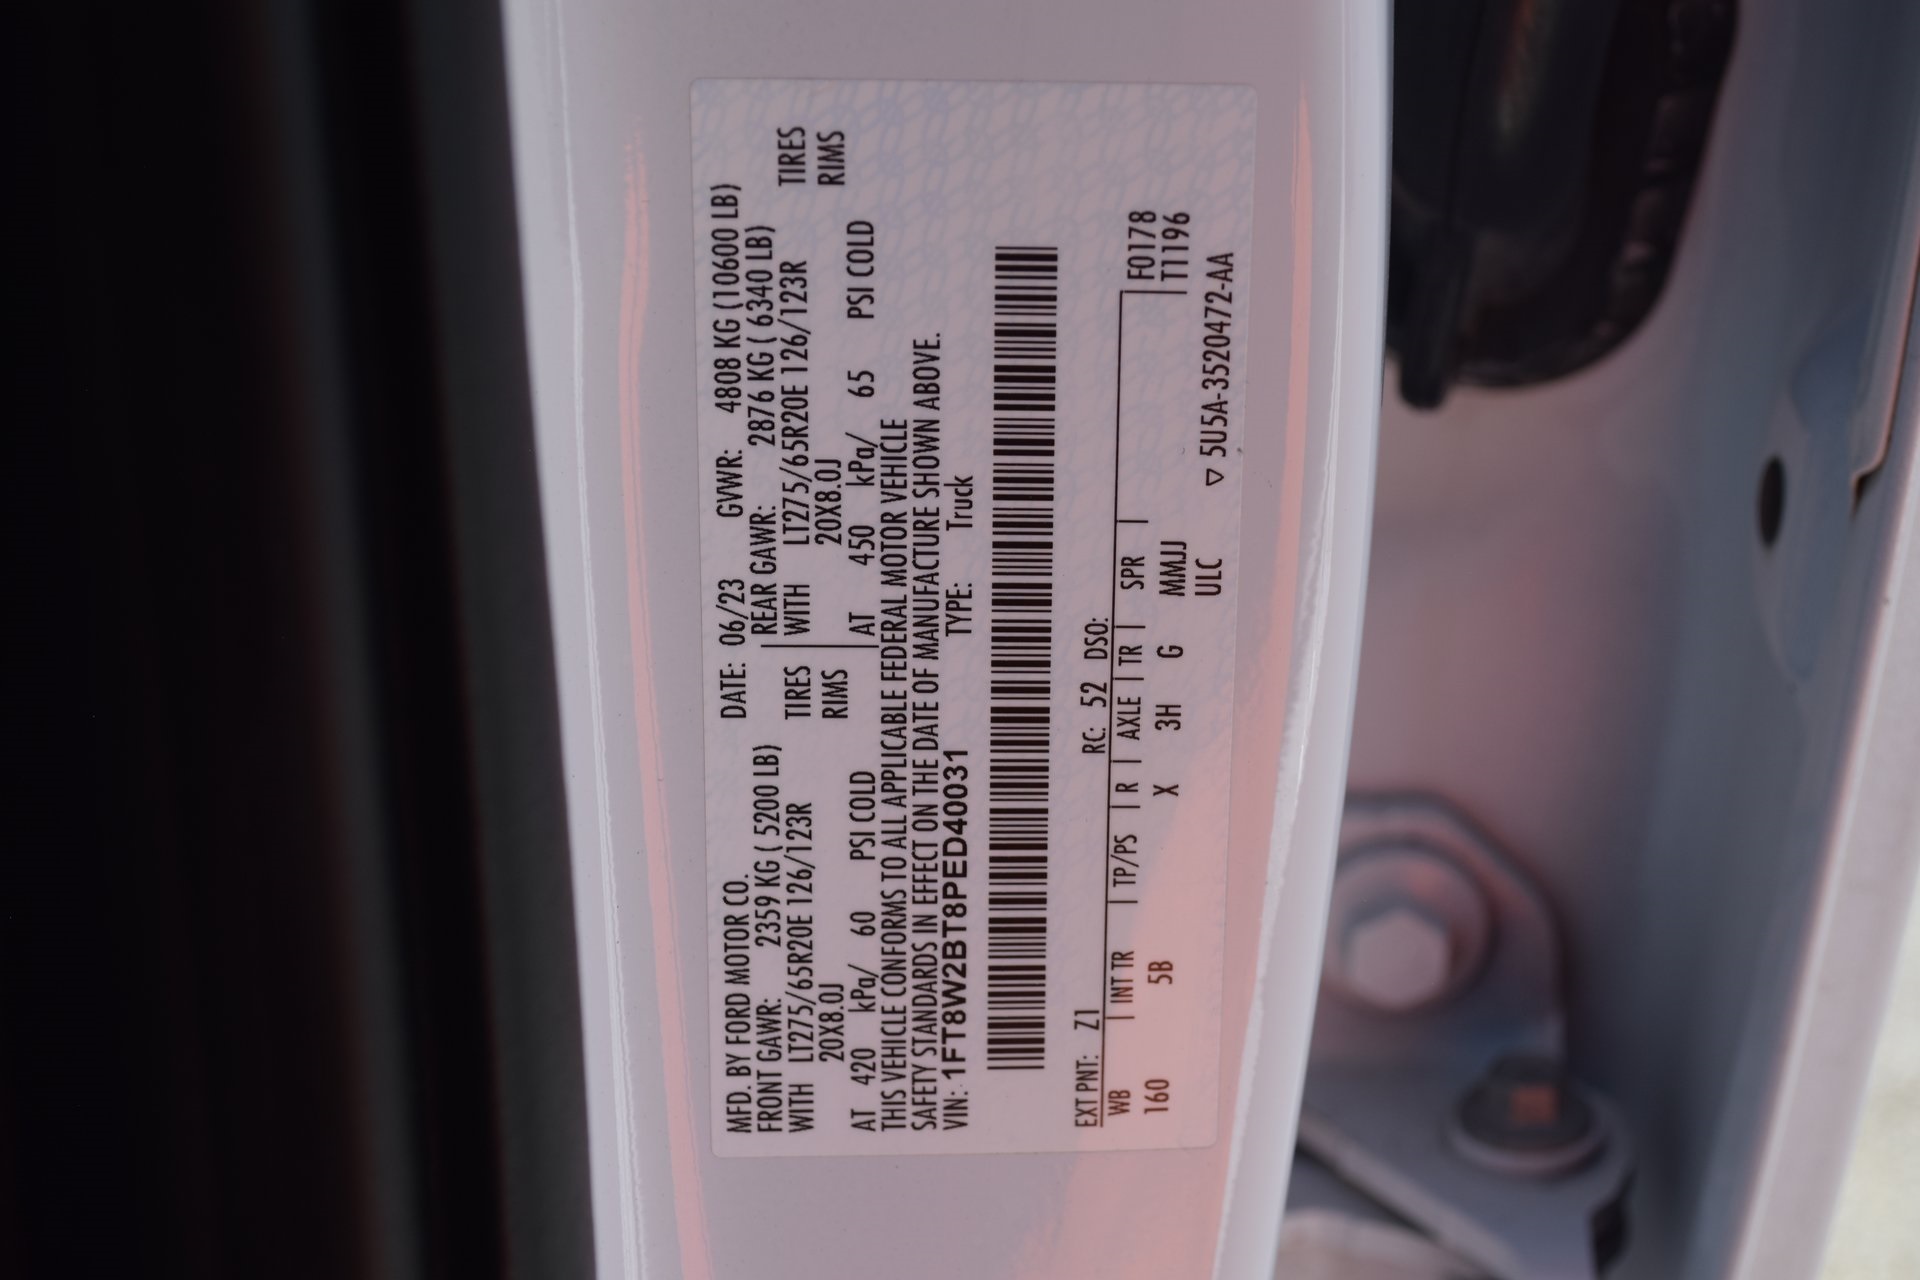 MFD. BY FORD MOTOR CO. DATE: 06/23 GVWR: 4808 KG (10600 LB)
FRONT GAWR: 2359 KG ( 5200 LB) REAR GAWR: 2876 KG ( 6340 LB)
WITH LT275/65R20E 126/123R TIRES WITH LT275/65R20E 126/123R TIRES
20X8.0J RIMS 20X8.0J RIMS
AT 420 kPa/ 60 PSI COLD AT 450 kPa/ 65 PSI COLD
THIS VEHICLE CONFORMS TO ALL APPLICABLE FEDERAL MOTOR VEHICLE
SAFETY STANDARDS IN EFFECT ON THE DATE OF MANUFACTURE SHOWN ABOVE.
VIN: 1FT8W2BT8PED40031 TYPE: Truck
EXT PNT: Z1 RC: 52 DSO:
WB | INT TR | TP/PS | R | AXLE | TR | SPR | F0178
160 5B X 3H G MMJJ T1196
ULC
▽ 5U5A-3520472-AA